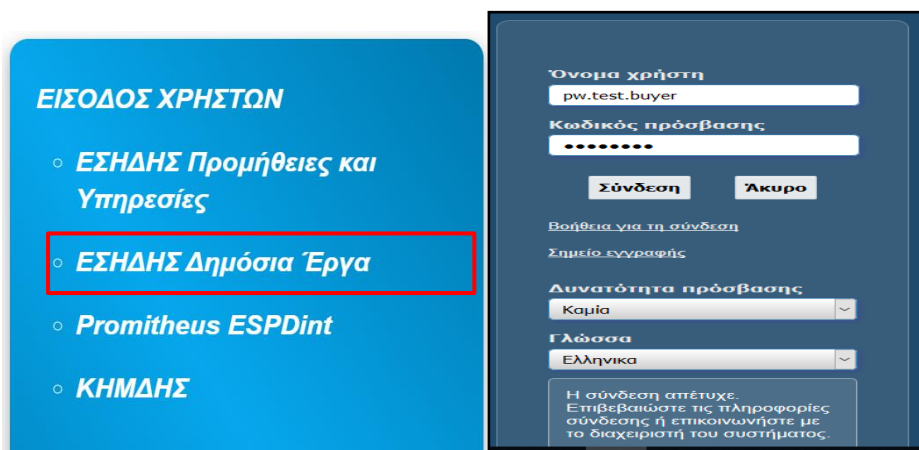 ΕΙΣΟΔΟΣ ΧΡΗΣΤΩΝ
ΕΣΗΔΗΣ Προμήθειες και
Υπηρεσίες
ΕΣΗΔΗΣ Δημόσια Έργα
Promitheus ESPDint
ΚΗΜΔΗΣ
Όνομα χρήστη
pw.test.buyer
Κωδικός πρόσβασης
••••••••
Σύνδεση Άκυρο
Βοήθεια για τη σύνδεση
Σημείο εγγραφής
Δυνατότητα πρόσβασης
Καμία
Γλώσσα
Ελληνικα
Η σύνδεση απέτυχε.
Επιβεβαιώστε τις πληροφορίες
σύνδεσης ή επικοινωνήστε με
το διαχειριστή του συστήματος.